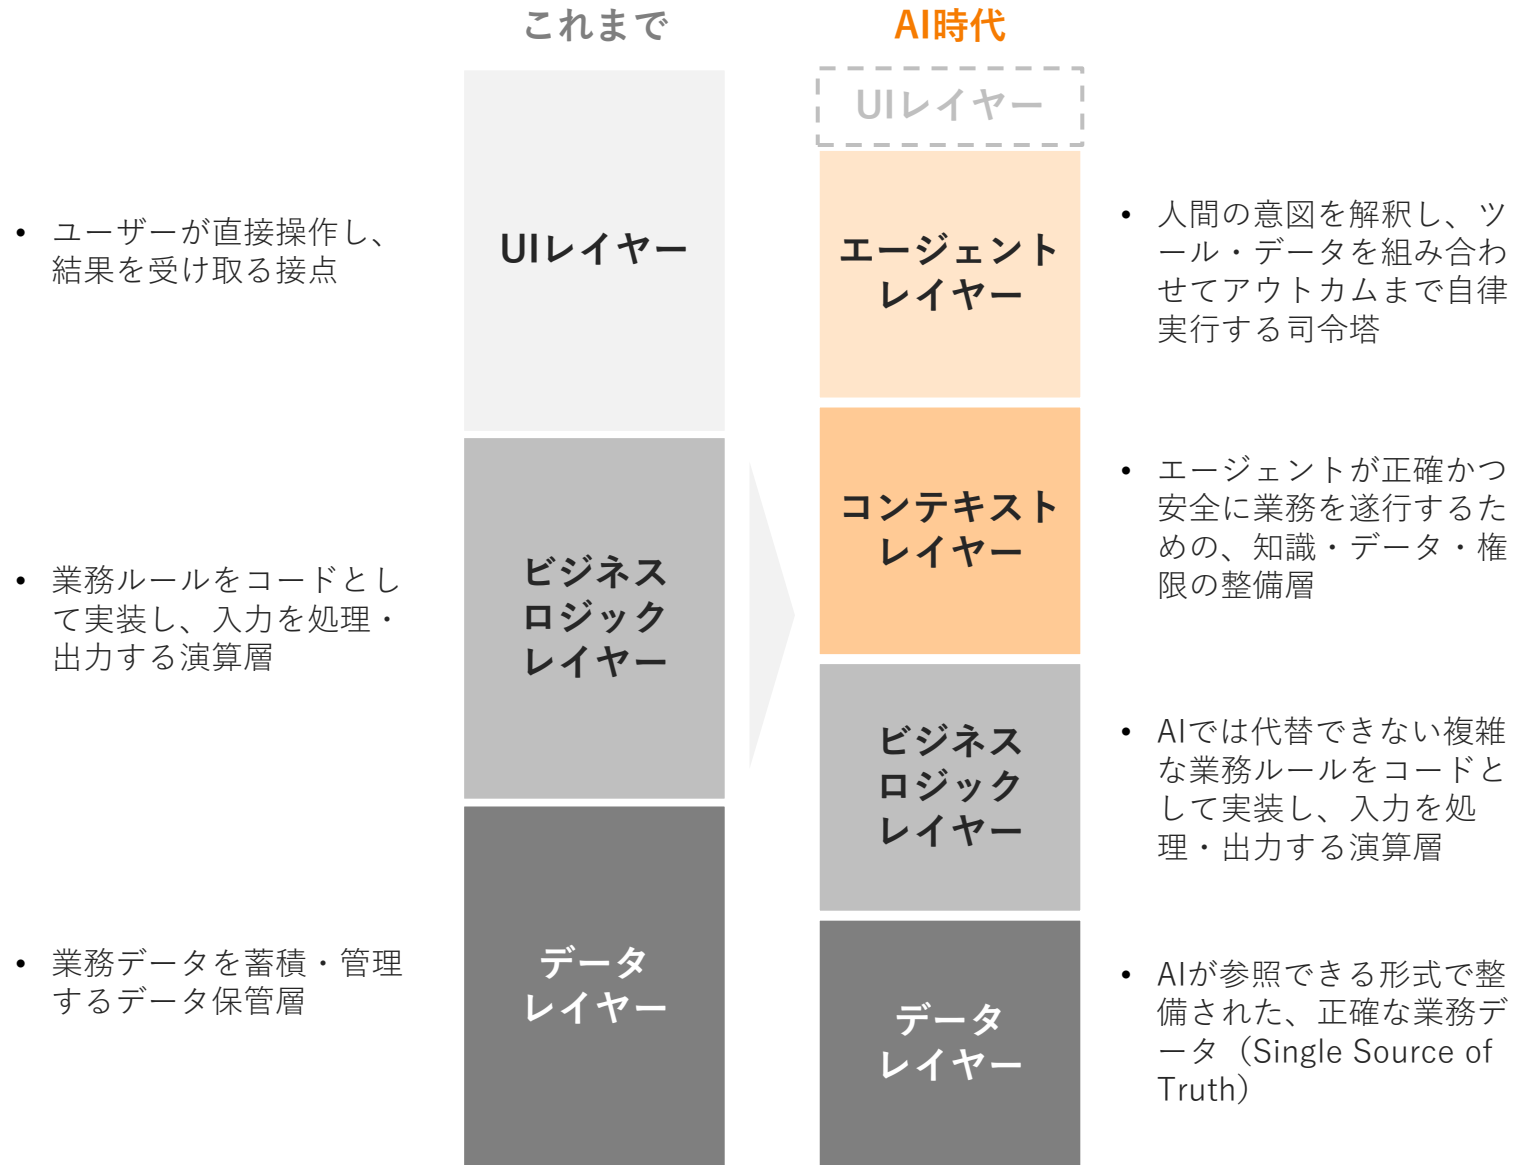 これまで
AI時代
UIレイヤー
• ユーザーが直接操作し、
結果を受け取る接点
UIレイヤー
エージェント
レイヤー
• 人間の意図を解釈し、ツ
ール・データを組み合わ
せてアウトカムまで自律
実行する司令塔
コンテキスト
レイヤー
• エージェントが正確かつ
安全に業務を遂行するた
めの、知識・データ・権
限の整備層
• 業務ルールをコードとし
て実装し、入力を処理・
出力する演算層
ビジネス
ロジック
レイヤー
ビジネス
ロジック
レイヤー
• AIでは代替できない複雑
な業務ルールをコードと
して実装し、入力を処
理・出力する演算層
• 業務データを蓄積・管理
するデータ保管層
データ
レイヤー
データ
レイヤー
• AIが参照できる形式で整
備された、正確な業務デ
ータ（Single Source of
Truth）